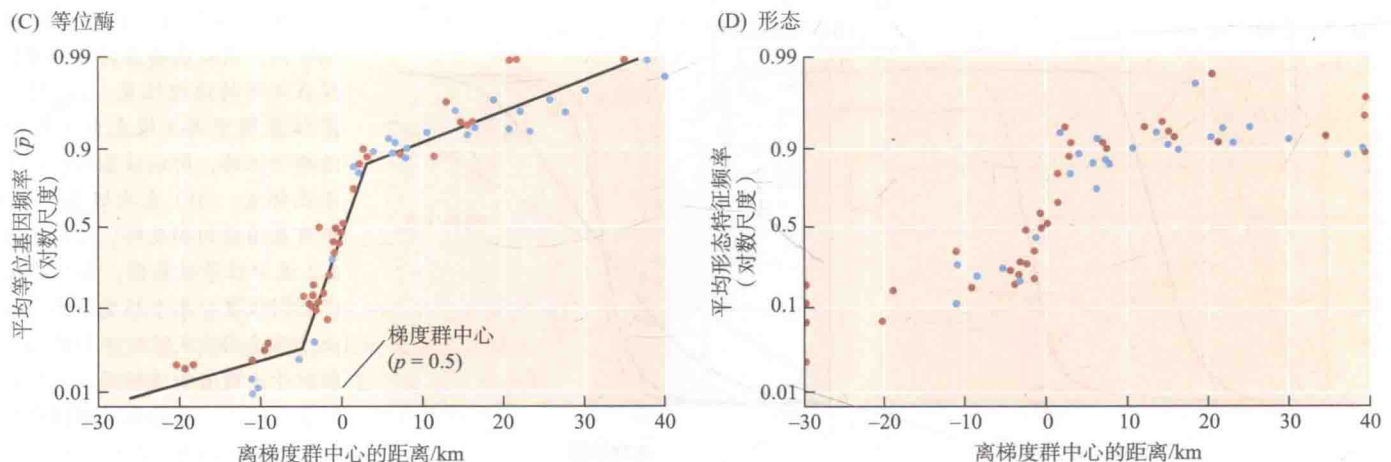 (C) 等位酶
0.99
0.9
0.5
0.1
0.01
平均等位基因频率(p)
(对数尺度)
梯度群中心
(p = 0.5)
−30 −20 −10 0 10 20 30 40
离梯度群中心的距离/km
(D) 形态
0.99
0.9
0.5
0.1
0.01
平均形态特征频率
(对数尺度)
−30 −20 −10 0 10 20 30 40
离梯度群中心的距离/km